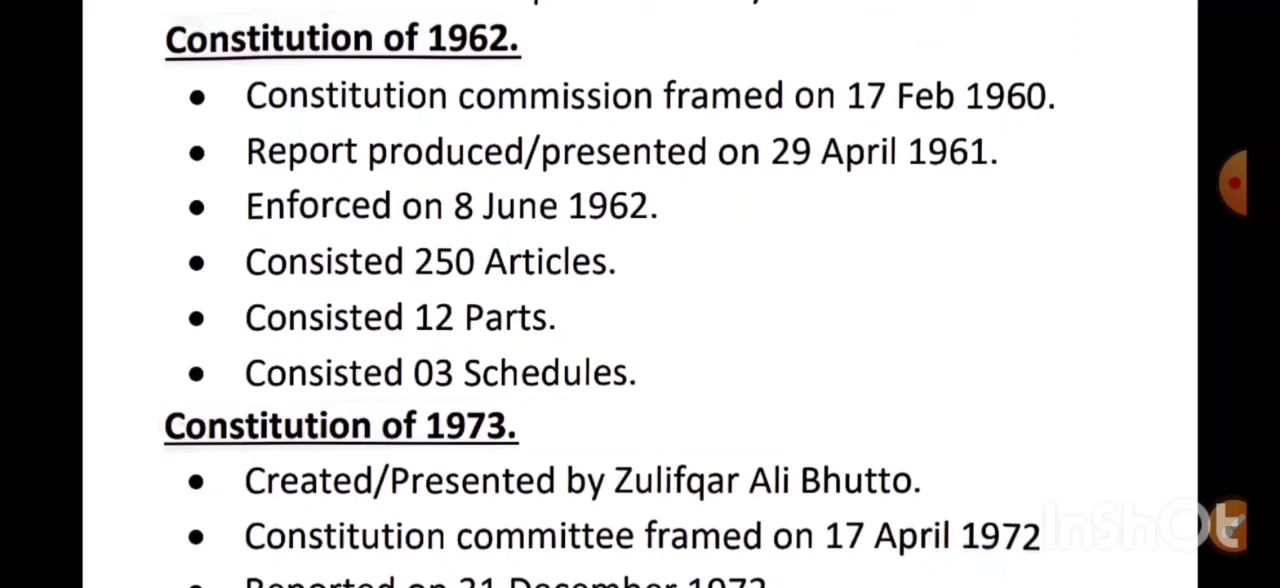 Constitution of 1962.
• Constitution commission framed on 17 Feb 1960.
• Report produced/presented on 29 April 1961.
• Enforced on 8 June 1962.
• Consisted 250 Articles.
• Consisted 12 Parts.
• Consisted 03 Schedules.
Constitution of 1973.
• Created/Presented by Zulifqar Ali Bhutto.
• Constitution committee framed on 17 April 1972
InShOt